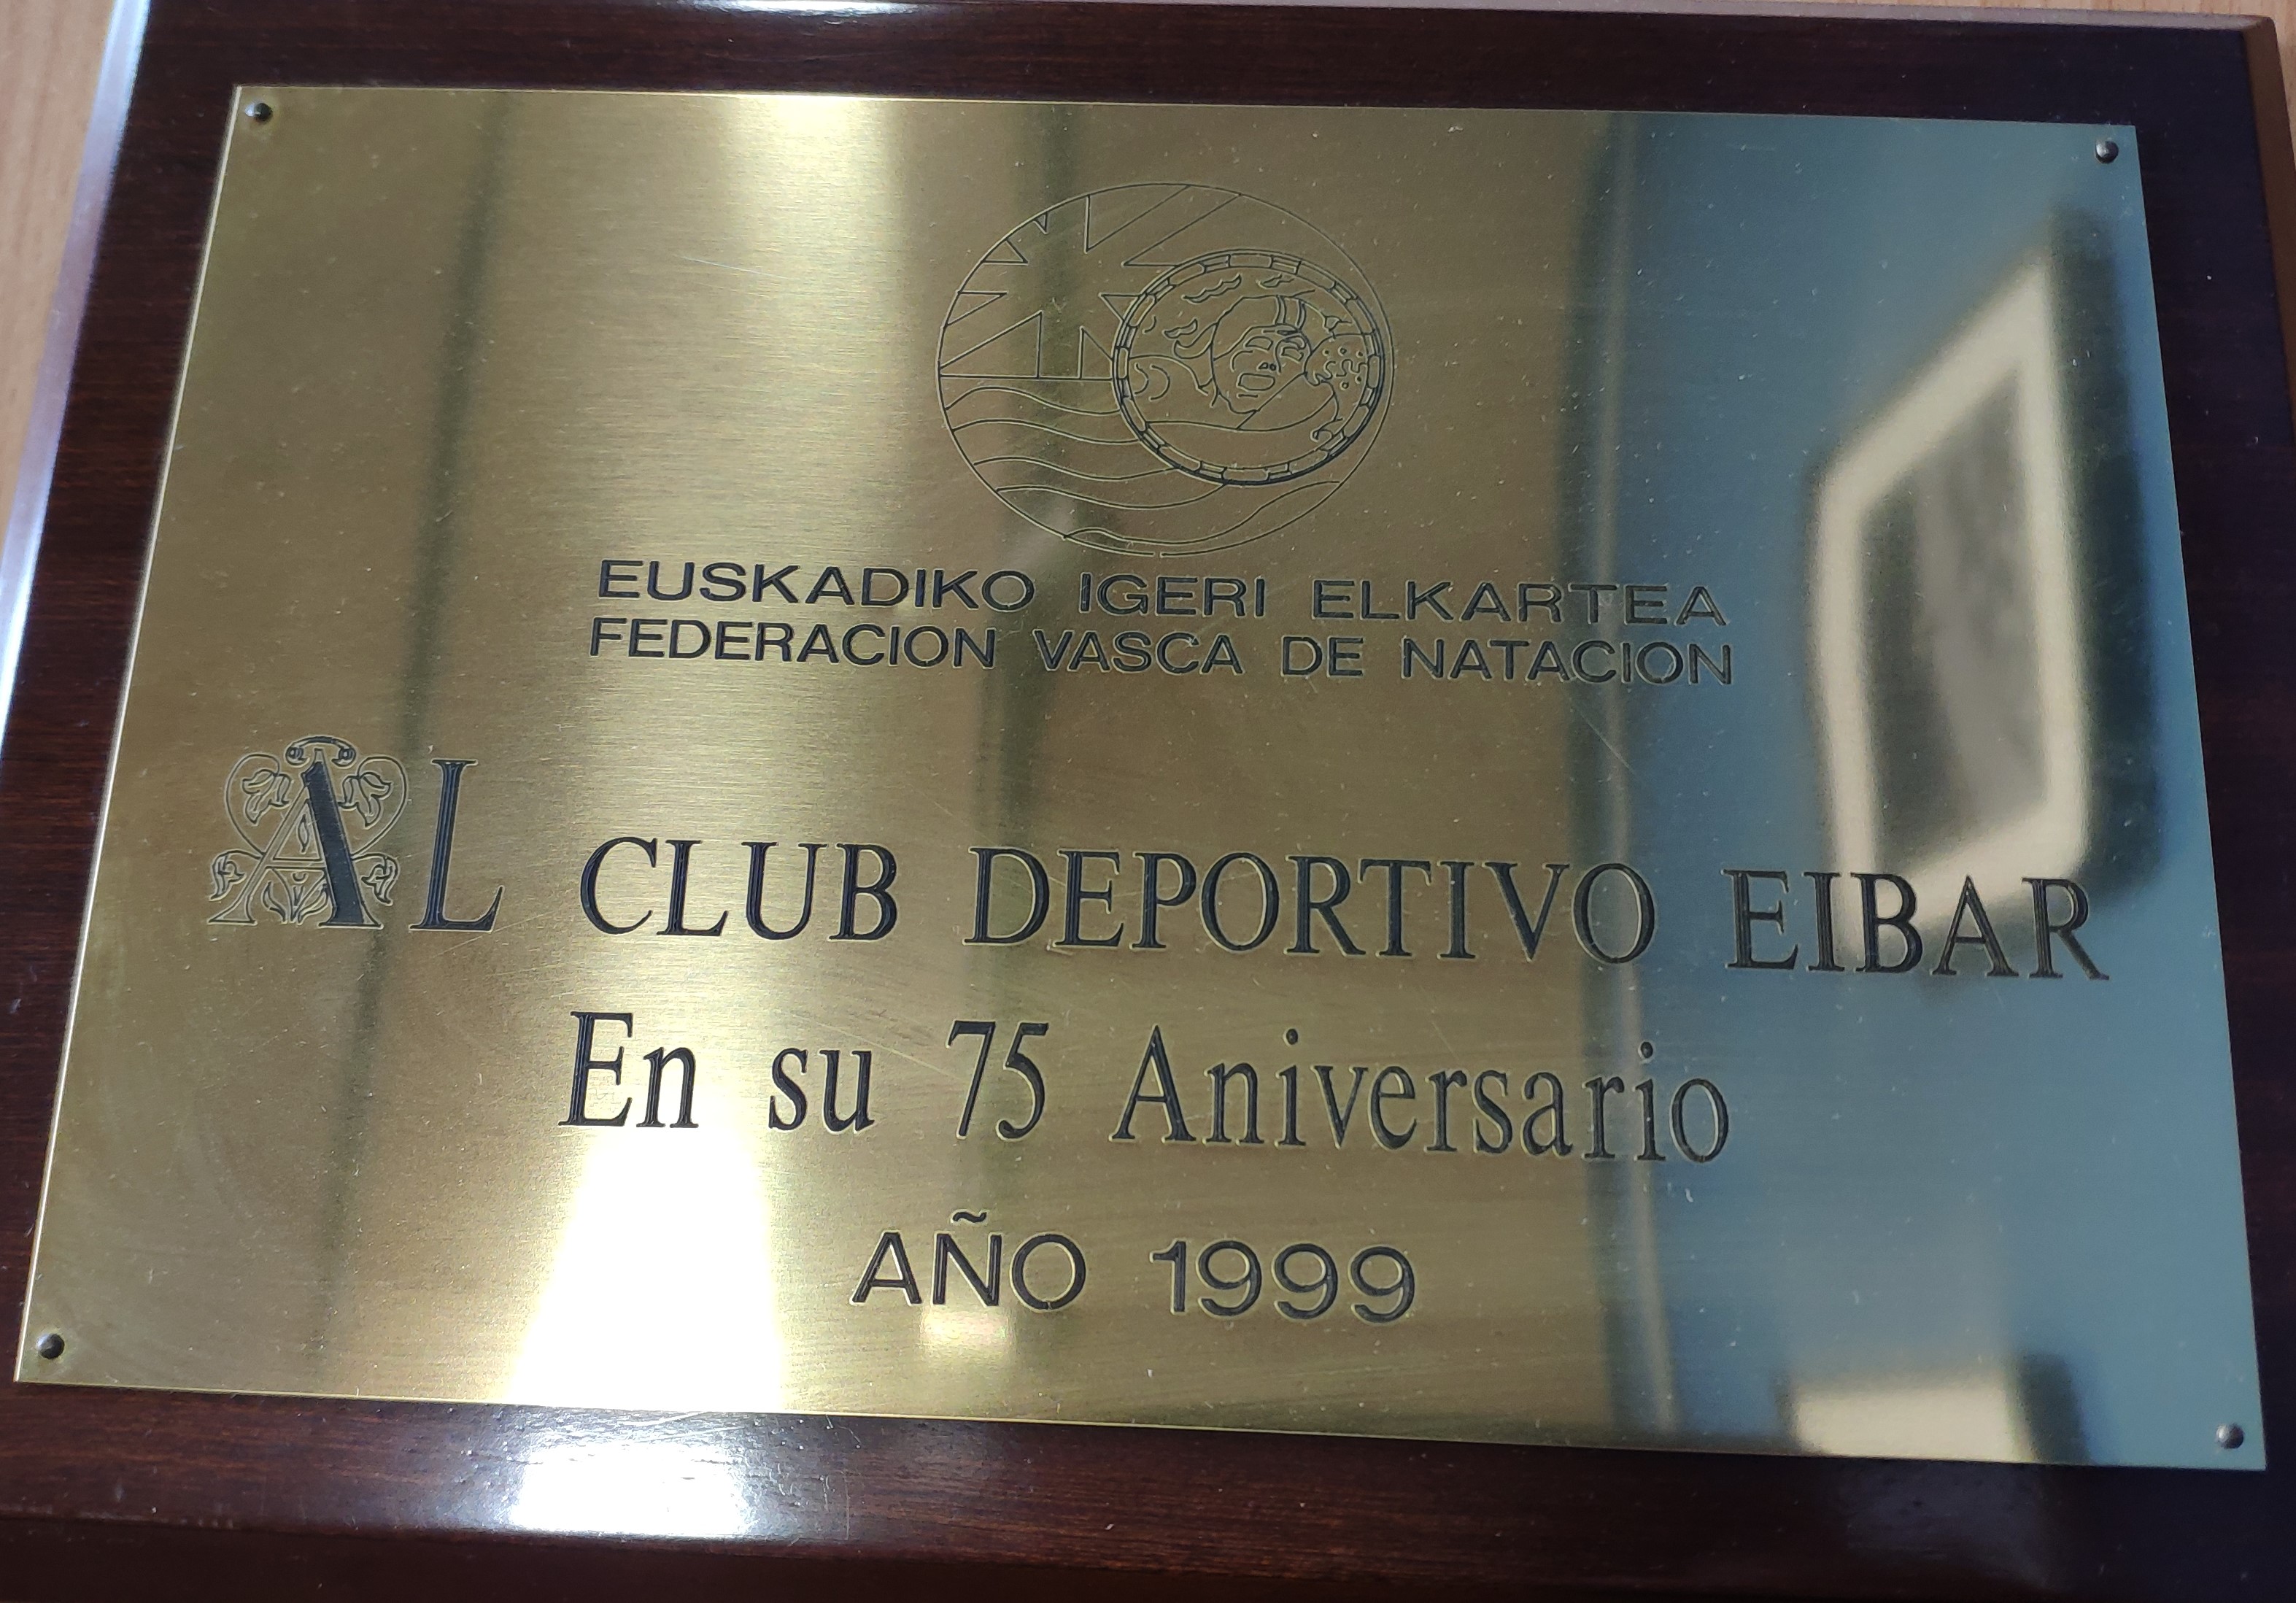 EUSKADIKO IGERI ELKARTEA
FEDERACION VASCA DE NATACION
AL CLUB DEPORTIVO EIBAR
En su 75 Aniversario
AÑO 1999